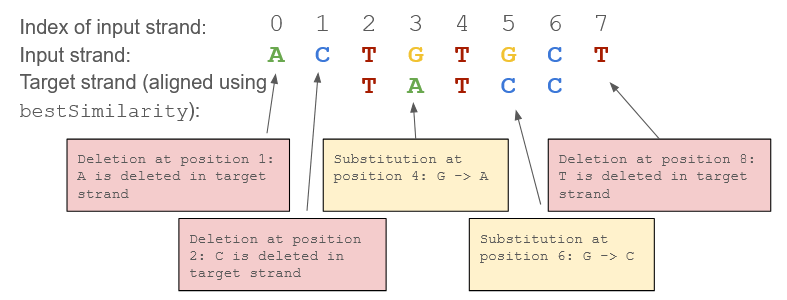 Index of input strand: 0 1 2 3 4 5 6 7
Input strand: A C T G T G C T
Target strand (aligned using T A T C C
bestSimilarity):
Deletion at position 1:
A is deleted in target
strand
Substitution at
position 4: G -> A
Deletion at position 8:
T is deleted in target
strand
Deletion at position
2: C is deleted in
target strand
Substitution at
position 6: G -> C